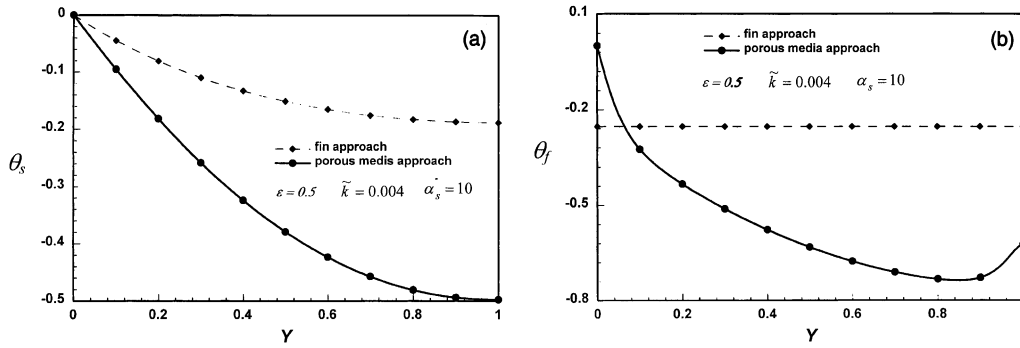 0
-0.1
-0.2
-0.3
-0.4
-0.5
θs
(a)
fin approach
porous medis approach
ε = 0.5 k̃ = 0.004 αs* = 10
0 0.2 0.4 0.6 0.8 1
Y
0.1
-0.2
-0.5
-0.8
θf
(b)
fin approach
porous media approach
ε = 0.5 k̃ = 0.004 αs = 10
0 0.2 0.4 0.6 0.8
Y